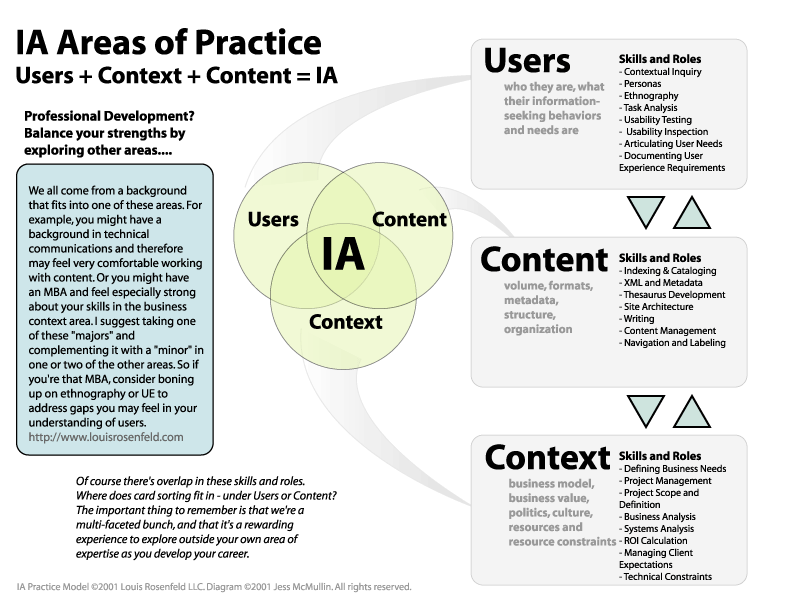 IA Areas of Practice
Users + Context + Content = IA
Professional Development?
Balance your strengths by
exploring other areas....
We all come from a background
that fits into one of these areas. For
example, you might have a
background in technical
communications and therefore
may feel very comfortable working
with content. Or you might have
an MBA and feel especially strong
about your skills in the business
context area. I suggest taking one
of these "majors" and
complementing it with a "minor" in
one or two of the other areas. So if
you're that MBA, consider boning
up on ethnography or UE to
address gaps you may feel in your
understanding of users.
http://www.louisrosenfeld.com
Users
Content
IA
Context
Of course there's overlap in these skills and roles.
Where does card sorting fit in - under Users or Content?
The important thing to remember is that we're a
multi-faceted bunch, and that it's a rewarding
experience to explore outside your own area of
expertise as you develop your career.
Users
who they are, what
their information-
seeking behaviors
and needs are
Skills and Roles
- Contextual Inquiry
- Personas
- Ethnography
- Task Analysis
- Usability Testing
- Usability Inspection
- Articulating User Needs
- Documenting User
Experience Requirements
Content
volume, formats,
metadata,
structure,
organization
Skills and Roles
- Indexing & Cataloging
- XML and Metadata
- Thesaurus Development
- Site Architecture
- Writing
- Content Management
- Navigation and Labeling
Context
business model,
business value,
politics, culture,
resources and
resource constraints
Skills and Roles
- Defining Business Needs
- Project Management
- Project Scope and
Definition
- Business Analysis
- Systems Analysis
- ROI Calculation
- Managing Client
Expectations
- Technical Constraints
IA Practice Model ©2001 Louis Rosenfeld LLC. Diagram ©2001 Jess McMullin. All rights reserved.